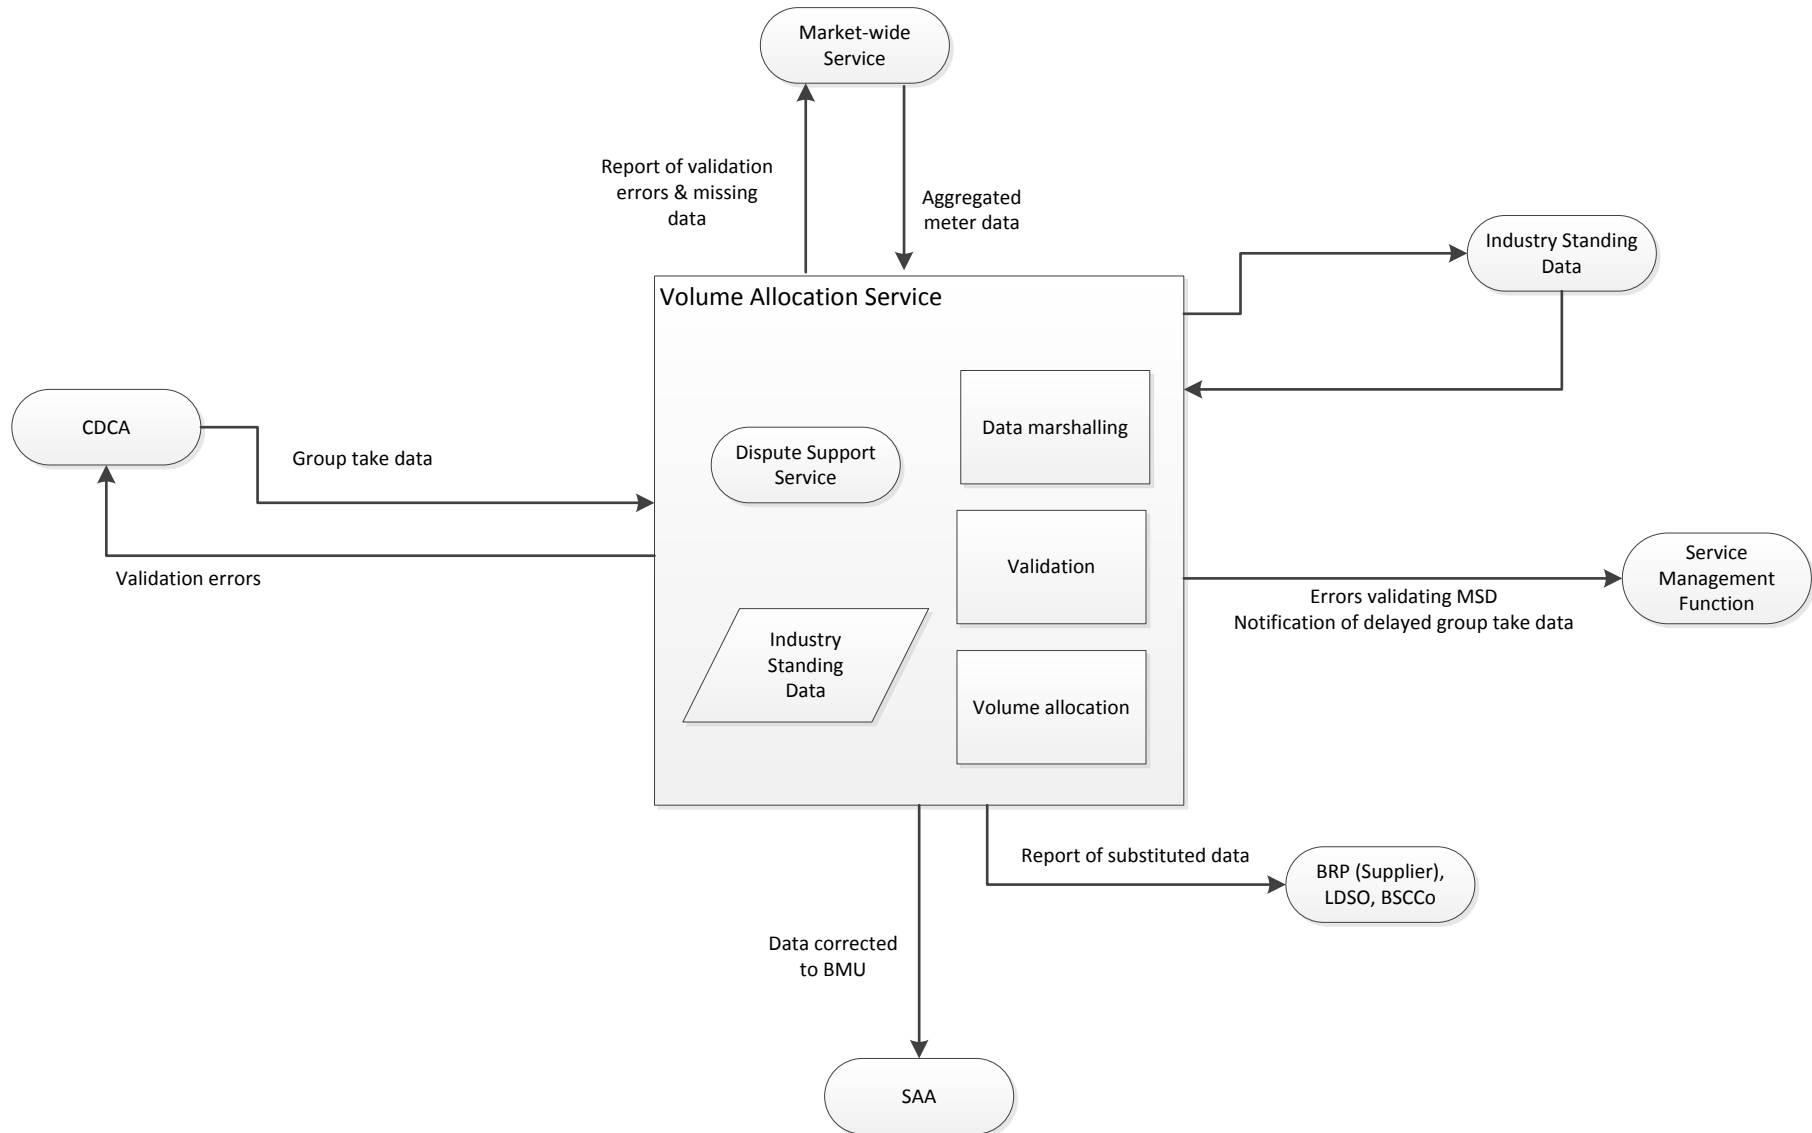 Market-wide
Service
Report of validation
errors & missing
data
Aggregated
meter data
Industry Standing
Data
Volume Allocation Service
CDCA
Group take data
Validation errors
Dispute Support
Service
Data marshalling
Validation
Industry
Standing
Data
Volume allocation
Service
Management
Function
Errors validating MSD
Notification of delayed group take data
Report of substituted data
BRP (Supplier),
LDSO, BSCCo
Data corrected
to BMU
SAA